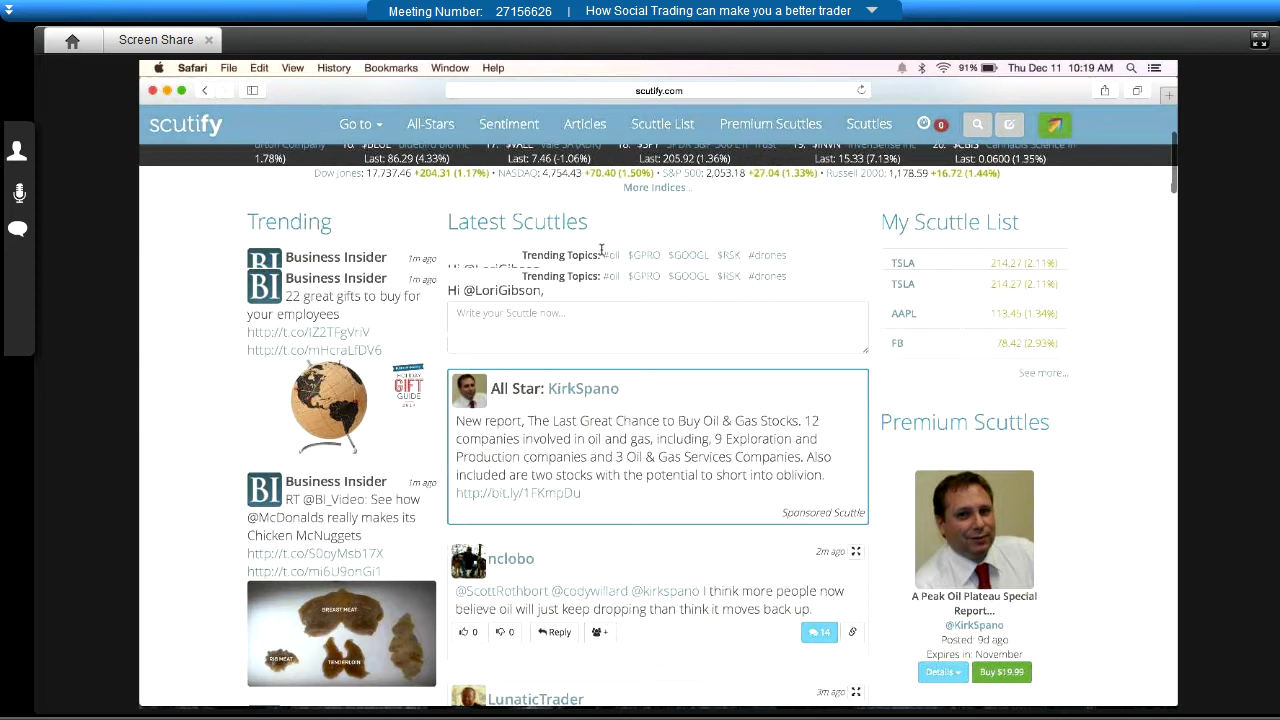 Meeting Number: 27156626 | How Social Trading can make you a better trader
Screen Share
Safari File Edit View History Bookmarks Window Help 91% Thu Dec 11 10:19 AM
scutify.com
scutify Go to All-Stars Sentiment Articles Scuttle List Premium Scuttles Scuttles 0
1.78%) Last: 86.29 (4.33%) Last: 7.46 (-1.06%) Last: 205.92 (1.36%) Last: 15.33 (7.13%) Last: 0.0600 (1.35%)
Dow Jones: 17,737.46 +204.31 (1.17%) • NASDAQ: 4,754.43 +70.40 (1.50%) • S&P 500: 2,053.18 +27.04 (1.33%) • Russell 2000: 1,178.59 +16.72 (1.44%)
More Indices...
Trending
Business Insider 1m ago
Business Insider 1m ago
BI
22 great gifts to buy for
your employees
http://t.co/IZ2TFgVriV
http://t.co/mHcraLfDV6
HOLIDAY
GIFT
GUIDE
BI
Business Insider 1m ago
RT @BI_Video: See how
@McDonalds really makes its
Chicken McNuggets
http://t.co/S0oyMsb17X
http://t.co/mi6U9onGi1
BREAST MEAT
RIB MEAT
TENDERLOIN
Latest Scuttles
Trending Topics: #oil $GPRO $GOOGL $RSK #drones
Trending Topics: #oil $GPRO $GOOGL $RSK #drones
Hi @LoriGibson,
Write your Scuttle now...
All Star: KirkSpano
New report, The Last Great Chance to Buy Oil & Gas Stocks. 12
companies involved in oil and gas, including, 9 Exploration and
Production companies and 3 Oil & Gas Services Companies. Also
included are two stocks with the potential to short into oblivion.
http://bit.ly/1FKmpDu
Sponsored Scuttle
nclobo 2m ago
@ScottRothbort @codywillard @kirkspano I think more people now
believe oil will just keep dropping than think it moves back up.
0 0 Reply + 14
LunaticTrader 3m ago
My Scuttle List
TSLA 214.27 (2.11%)
TSLA 214.27 (2.11%)
AAPL 113.45 (1.34%)
FB 78.42 (2.93%)
See more...
Premium Scuttles
A Peak Oil Plateau Special
Report...
@KirkSpano
Posted: 9d ago
Expires in: November
Details Buy $19.99